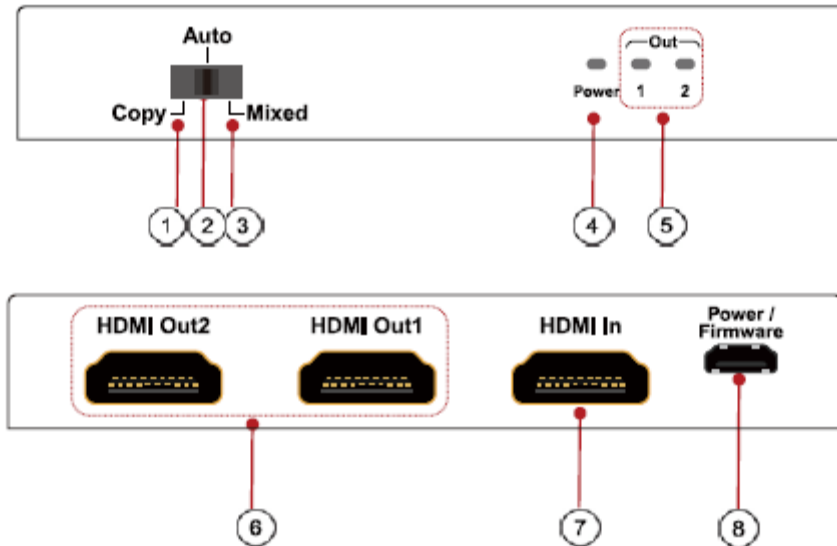 Auto
Copy
Mixed
Out
Power 1 2
1 2 3 4 5
HDMI Out2 HDMI Out1 HDMI In Power /
Firmware
6 7 8